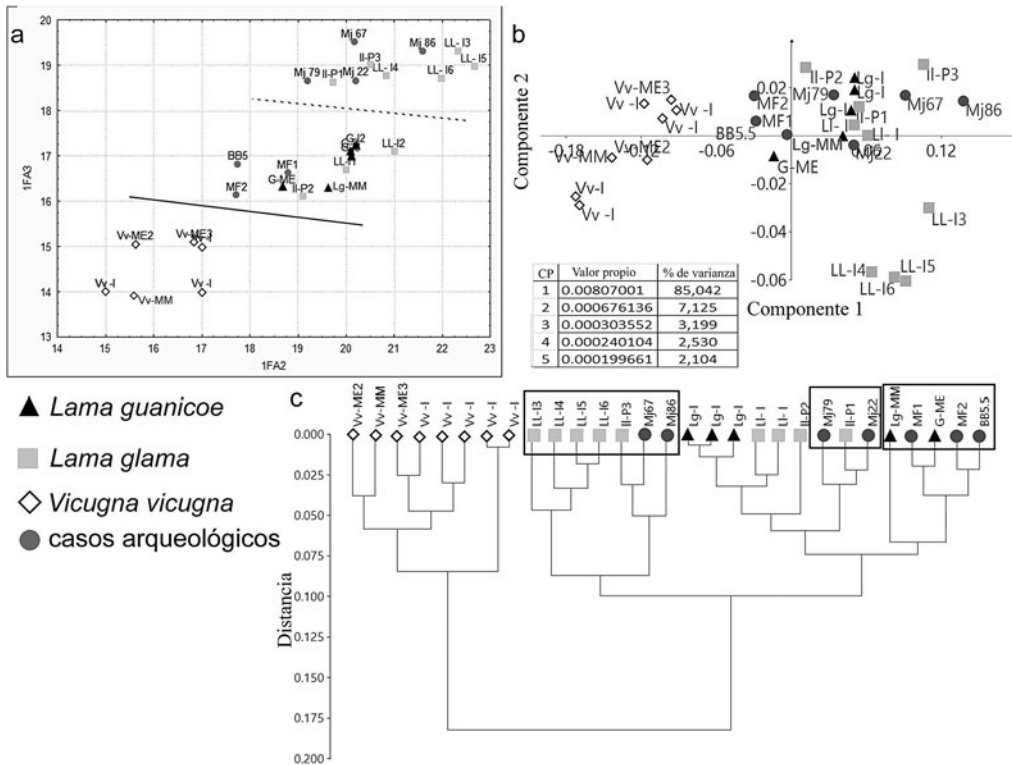 a
20
19
18
17
16
15
14
13
1FA3
14 15 16 17 18 19 20 21 22 23
1FA2
Mj 67
Mj 86
LL- I3
II-P3
LL- I5
LL- I4
LL- I6
Mj 79
II-P1
Mj 22
G-I2
LL-I2
BB5
MF1
G-ME
MF2
II-P2
Lg-MM
Vv-ME2
Vv-ME3
Vv-I
Vv-I
Vv-MM
b
Componente 2
0.02
-0.02
-0.04
-0.06
-0.18
-0.12
-0.06
0.06
0.12
Componente 1
II-P2
Lg-I
II-P3
Vv-ME3
Lg-I
Vv -I
Vv -I
MF2
Mj79
Mj67
Mj86
Lg-I
II-P1
Vv -I
MF1
BB5.5
LI- I
LI- I
Vv-ME2
Lg-MM
Mj22
Vv-MM
G-ME
Vv-I
Vv -I
LL-I3
LL-I4
LL-I5
LL-I6
CP Valor propio % de varianza
1 0.00807001 85,042
2 0.000676136 7,125
3 0.000303552 3,199
4 0.000240104 2,530
5 0.000199661 2,104
Lama guanicoe
Lama glama
Vicugna vicugna
casos arqueológicos
c
Vv-ME2 Vv-MM Vv-ME3 Vv -I Vv -I Vv -I Vv -I Vv -I LL-I3 LL-I4 LL-I5 LL-I6 II-P3 Mj67 Mj86 Lg-I Lg-I Lg-I LL- I LL- I II-P2 Mj79 II-P1 Mj22 Lg-MM MF1 G-ME MF2 BB5.5
Distancia
0.000
0.025
0.050
0.075
0.100
0.125
0.150
0.175
0.200